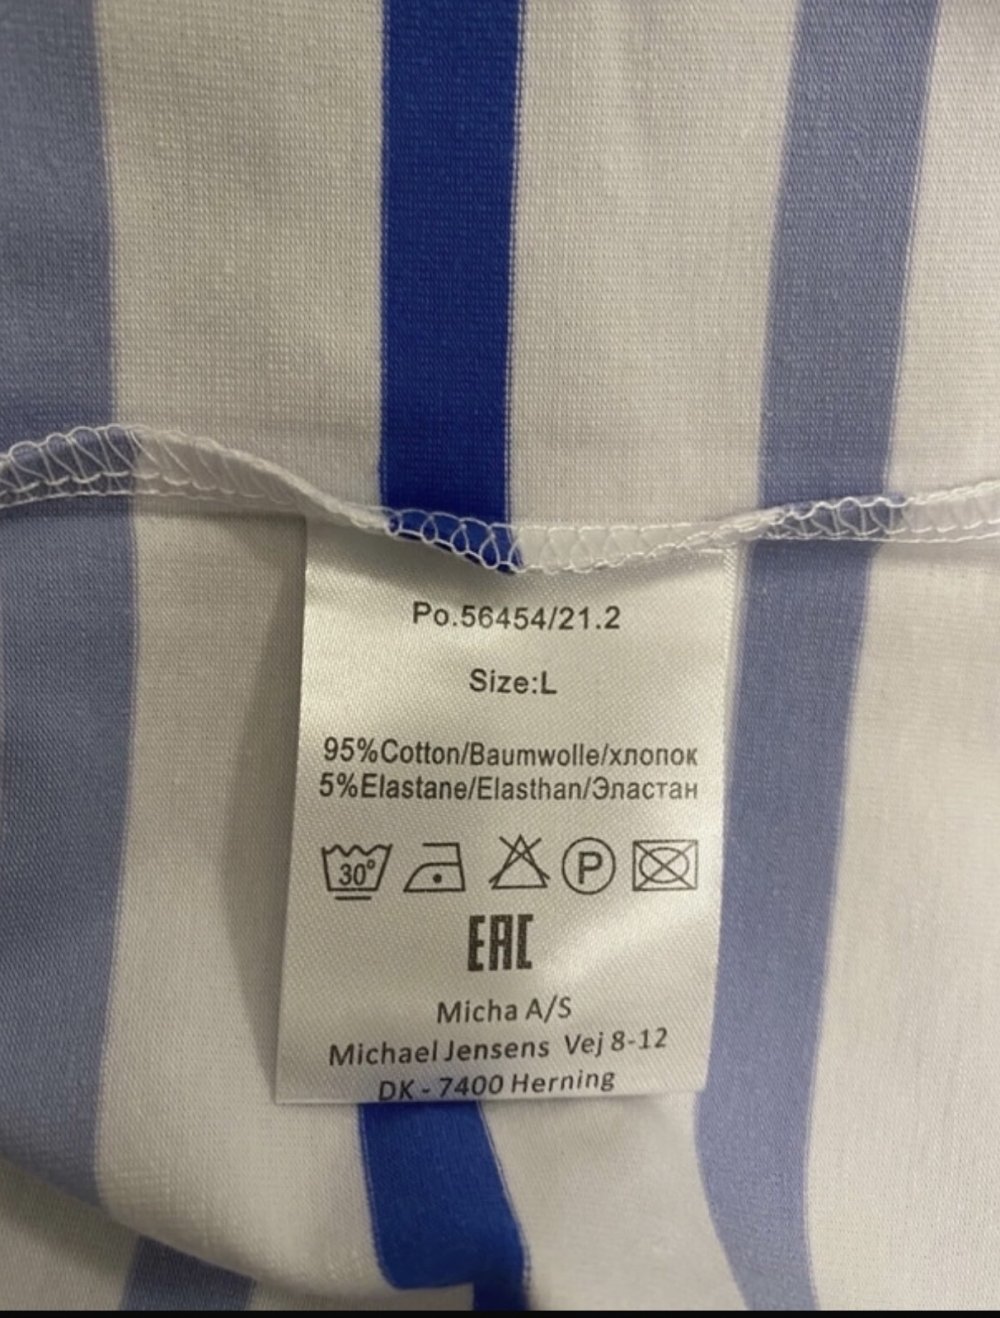 Po.56454/21.2
Size:L
95%Cotton/Baumwolle/хлопок
5%Elastane/Elasthan/Эластан
30° P
EAC
Micha A/S
Michael Jensens Vej 8-12
DK - 7400 Herning